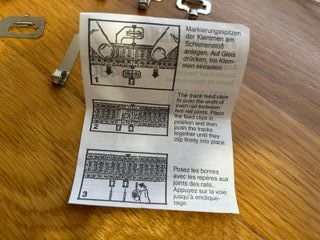 Markierungsspitzen
der Klemmen am
Schienenstoß
anlegen. Auf Gleis
drücken, bis Klem-
men einrasten.
1
The track feed clips
fit onto the ends of
each rail between
two rail joints. Place
the feed clips in
position and then
push the tracks
together until they
clip firmly into place.
2
Posez les bornes
avec les repères aux
joints des rails.
Appuyez sur la voie
jusqu'à enclique-
tage.
3